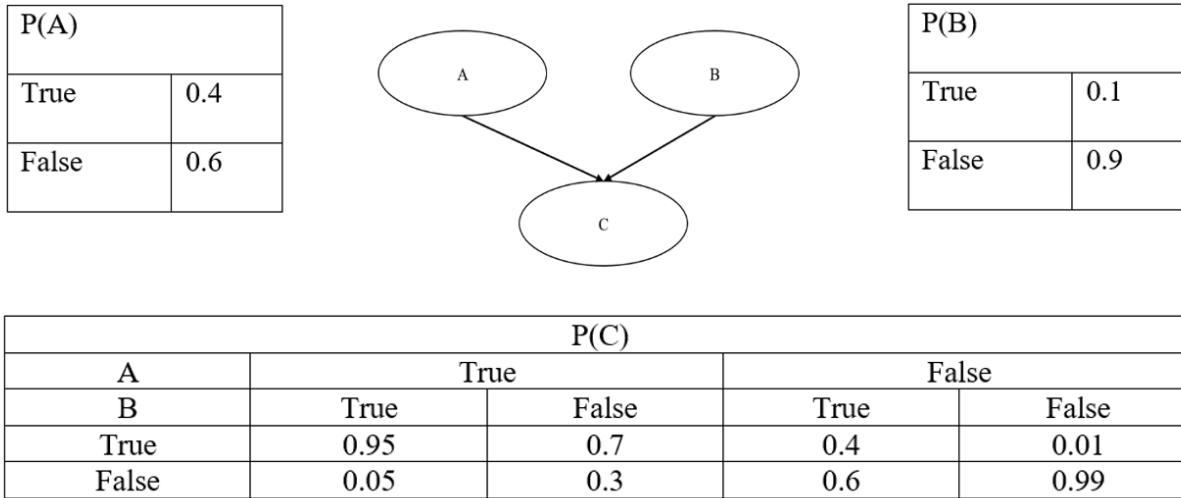 P(A)
True 0.4
False 0.6
A
B
C
P(B)
True 0.1
False 0.9
P(C)
A True False
B True False True False
True 0.95 0.7 0.4 0.01
False 0.05 0.3 0.6 0.99